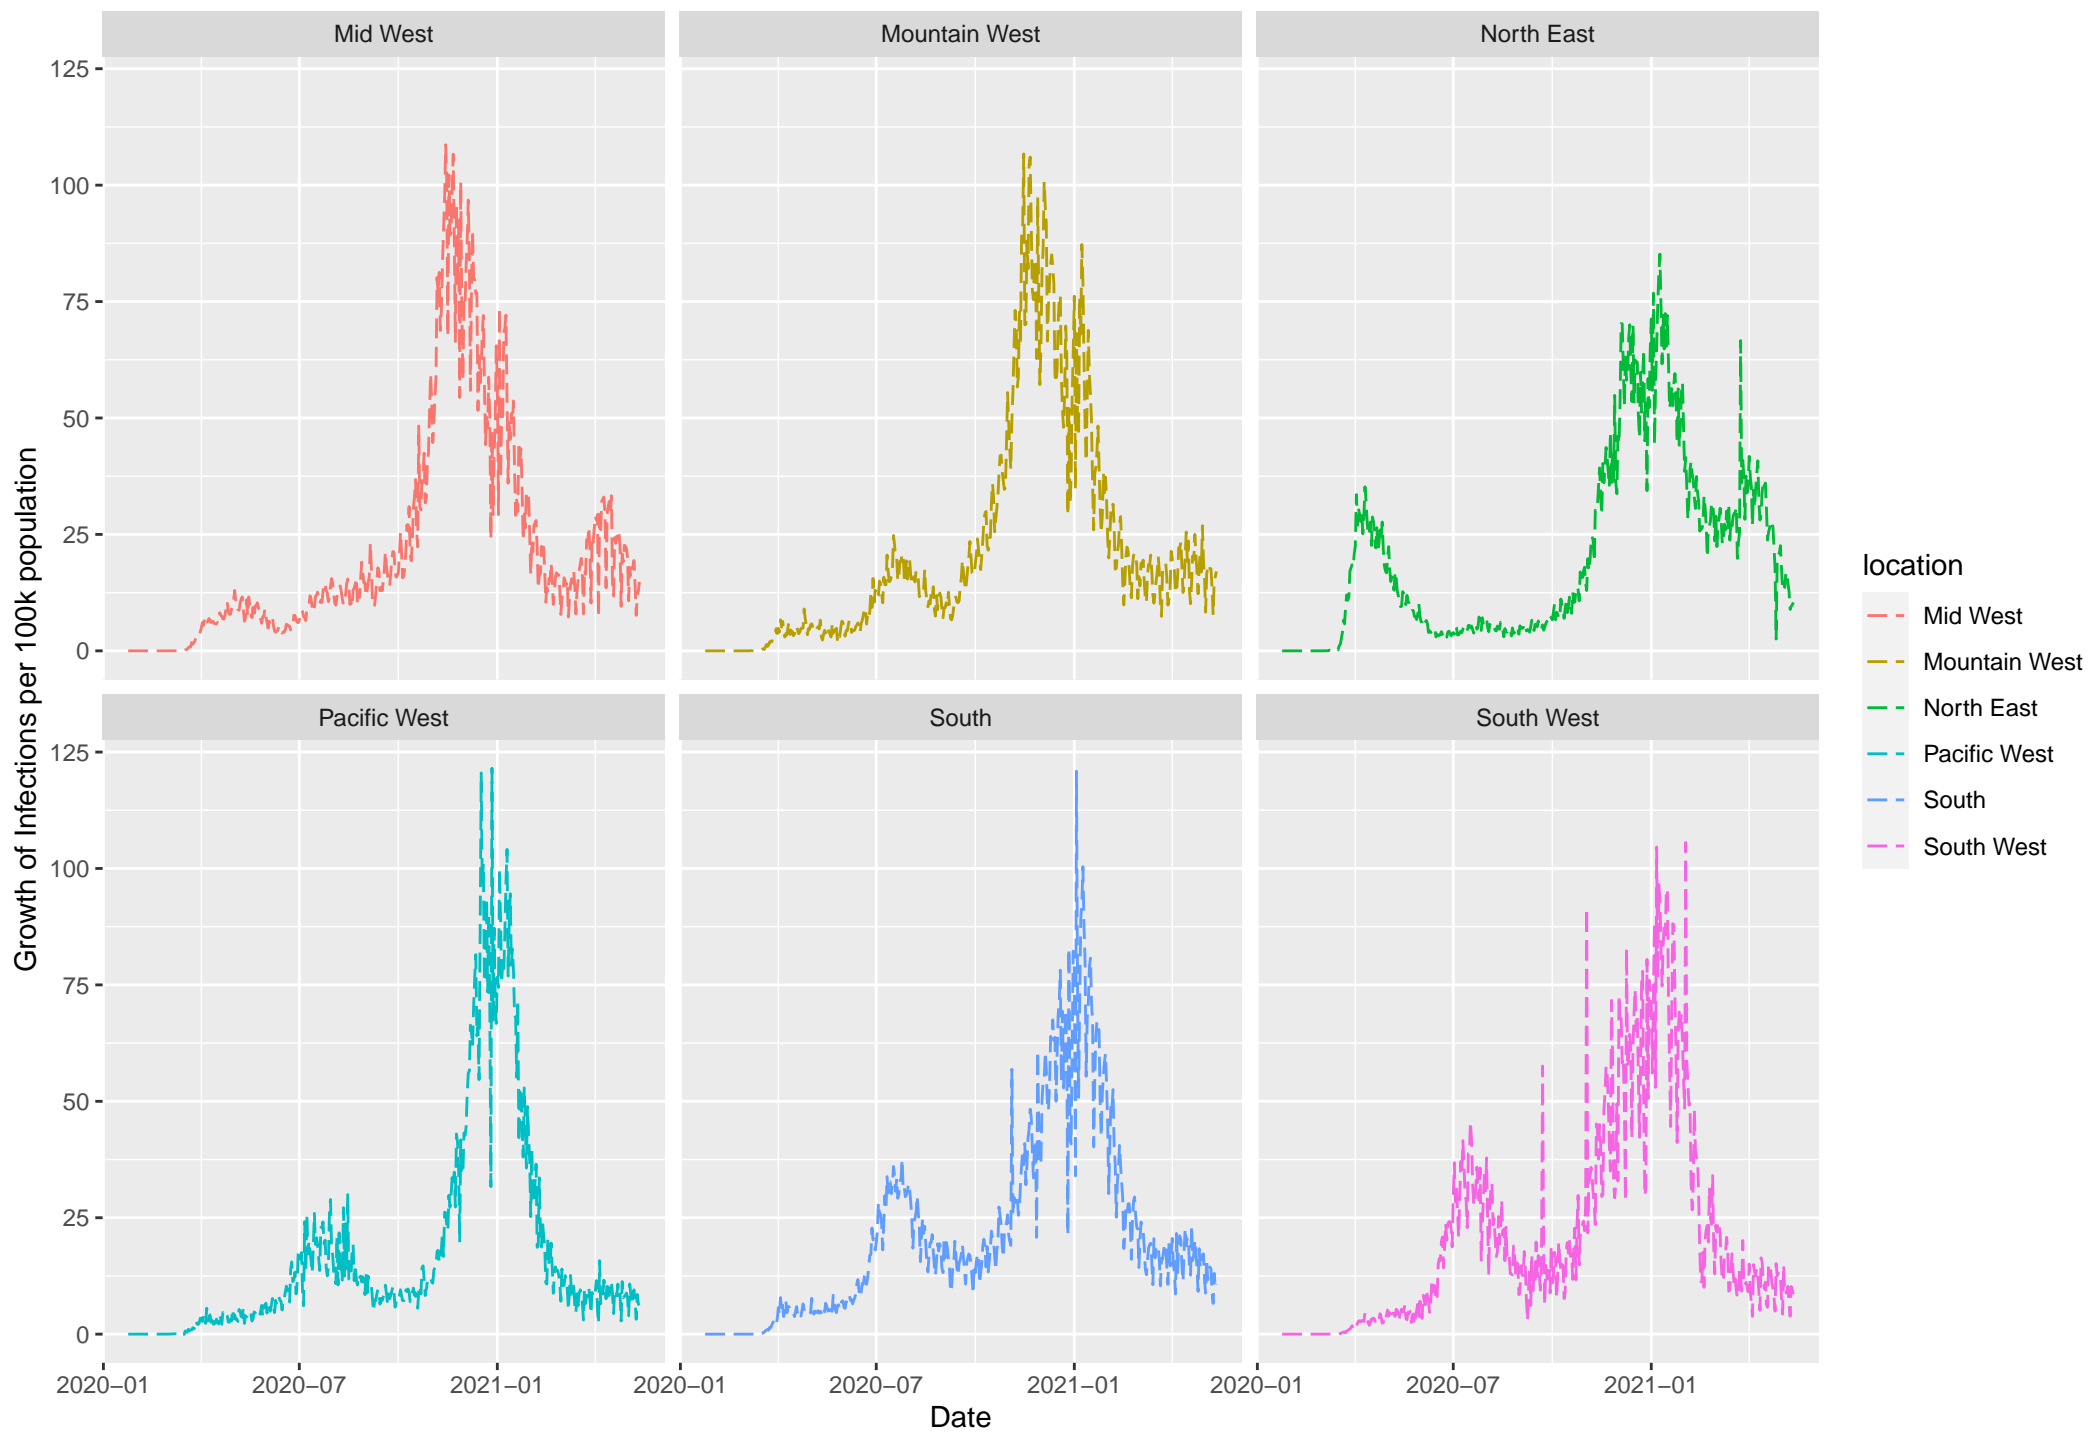 Mid West
Mountain West
North East
125
100
75
50
25
0
Pacific West
South
South West
125
100
75
50
25
0
2020–01
2020–07
2021–01
2020–01
2020–07
2021–01
2020–01
2020–07
2021–01
Date
Growth of Infections per 100k population
location
Mid West
Mountain West
North East
Pacific West
South
South West